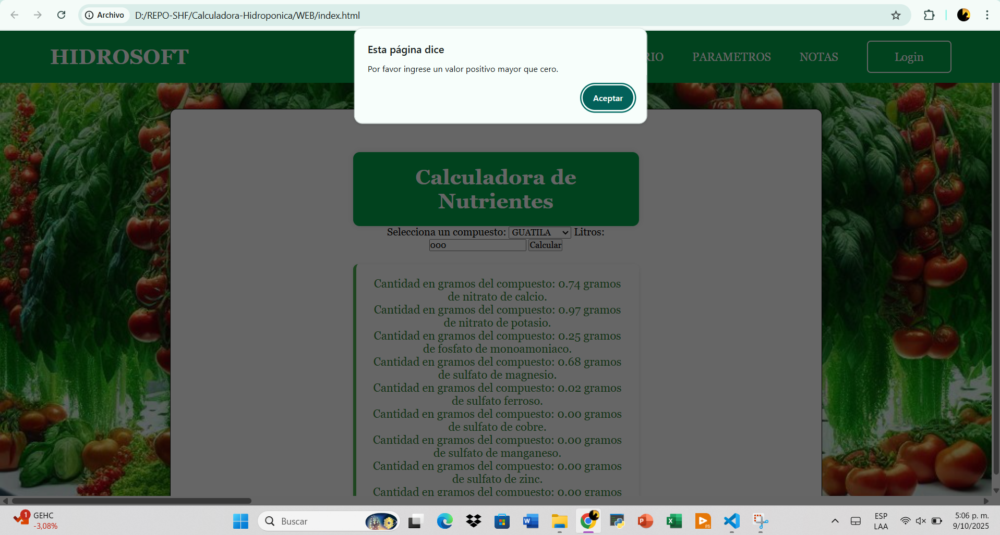 Archivo
D:/REPO-SHF/Calculadora-Hidroponica/WEB/index.html
Esta página dice
Por favor ingrese un valor positivo mayor que cero.
Aceptar
HIDROSOFT
RIO
PARAMETROS
NOTAS
Login
Calculadora de
Nutrientes
Selecciona un compuesto: GUATILA Litros:
000 Calcular
Cantidad en gramos del compuesto: 0.74 gramos
de nitrato de calcio.
Cantidad en gramos del compuesto: 0.97 gramos
de nitrato de potasio.
Cantidad en gramos del compuesto: 0.25 gramos
de fosfato de monoamoniaco.
Cantidad en gramos del compuesto: 0.68 gramos
de sulfato de magnesio.
Cantidad en gramos del compuesto: 0.02 gramos
de sulfato ferroso.
Cantidad en gramos del compuesto: 0.00 gramos
de sulfato de cobre.
Cantidad en gramos del compuesto: 0.00 gramos
de sulfato de manganeso.
Cantidad en gramos del compuesto: 0.00 gramos
de sulfato de zinc.
Cantidad en gramos del compuesto: 0.00 gramos
1
GEHC
-3,08%
Buscar
ESP
LAA
5:06 p. m.
9/10/2025